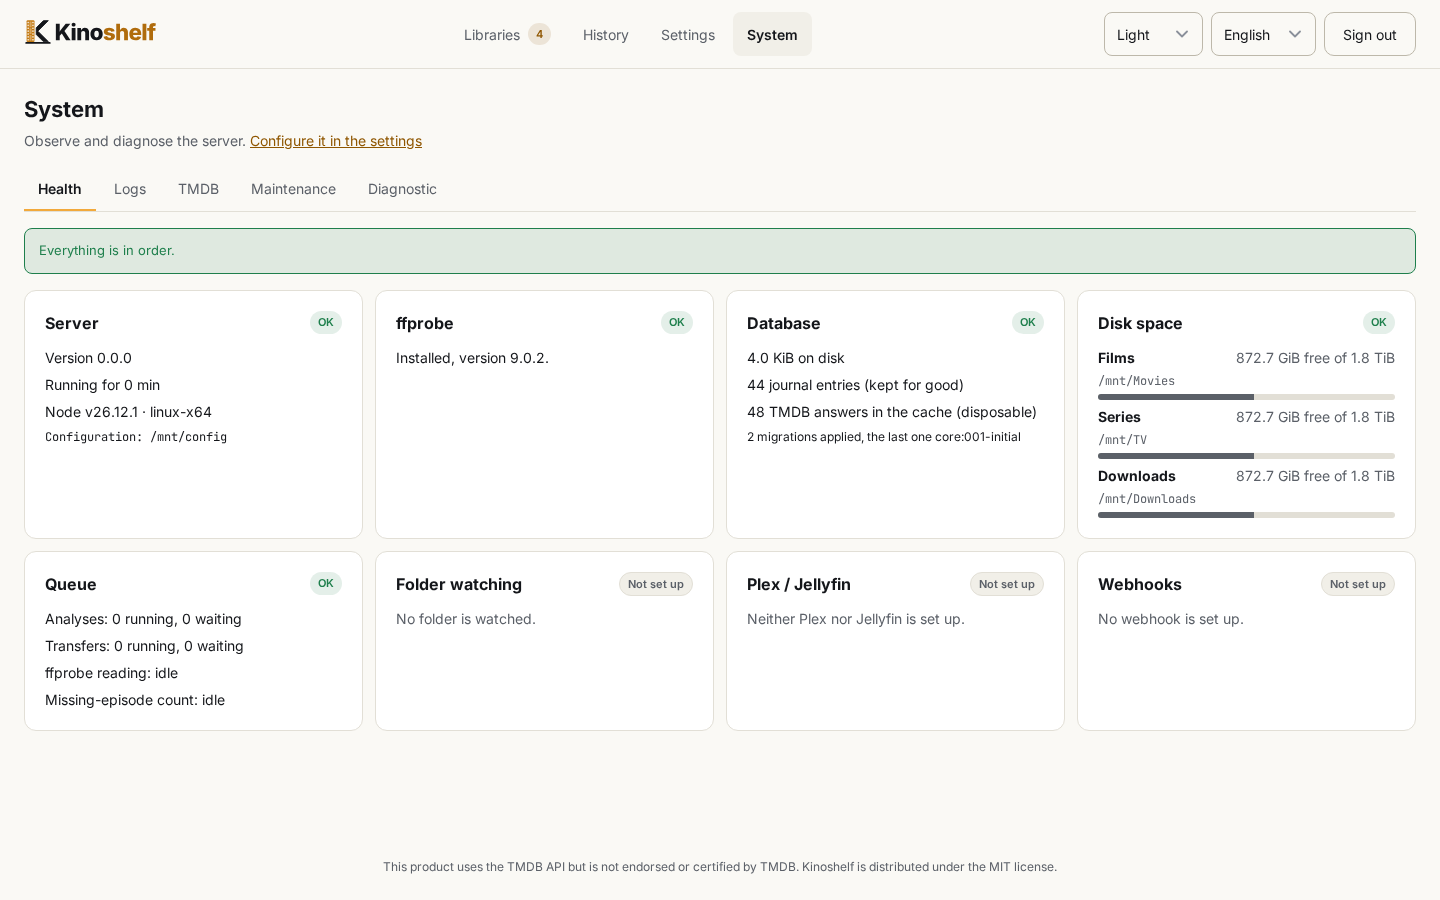 Kinoshelf
Libraries 4
History
Settings
System
Light
English
Sign out
System
Observe and diagnose the server. Configure it in the settings
Health
Logs
TMDB
Maintenance
Diagnostic
Everything is in order.
Server OK
Version 0.0.0
Running for 0 min
Node v26.12.1 · linux-x64
Configuration: /mnt/config
ffprobe OK
Installed, version 9.0.2.
Database OK
4.0 KiB on disk
44 journal entries (kept for good)
48 TMDB answers in the cache (disposable)
2 migrations applied, the last one core:001-initial
Disk space OK
Films 872.7 GiB free of 1.8 TiB
/mnt/Movies
Series 872.7 GiB free of 1.8 TiB
/mnt/TV
Downloads 872.7 GiB free of 1.8 TiB
/mnt/Downloads
Queue OK
Analyses: 0 running, 0 waiting
Transfers: 0 running, 0 waiting
ffprobe reading: idle
Missing-episode count: idle
Folder watching Not set up
No folder is watched.
Plex / Jellyfin Not set up
Neither Plex nor Jellyfin is set up.
Webhooks Not set up
No webhook is set up.
This product uses the TMDB API but is not endorsed or certified by TMDB. Kinoshelf is distributed under the MIT license.